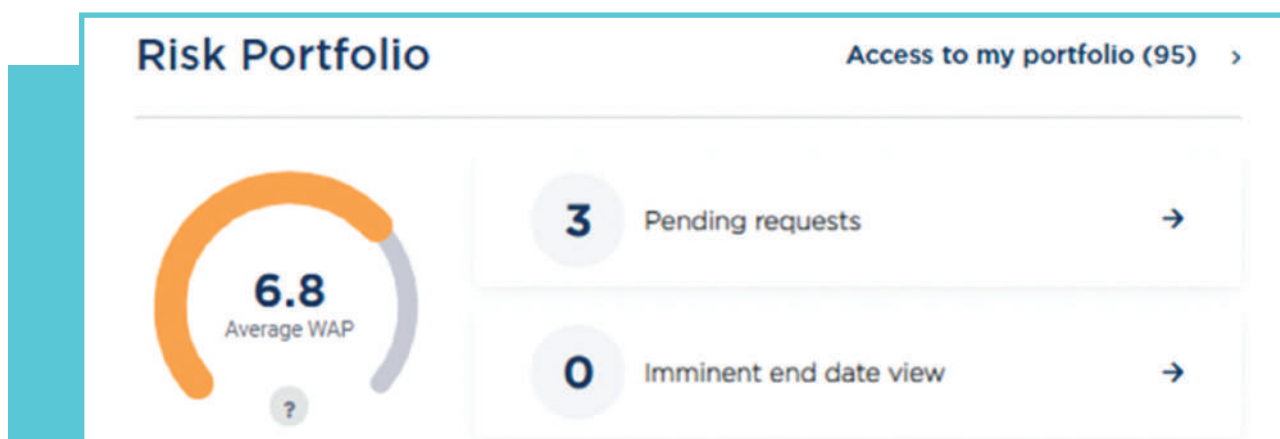 Risk Portfolio
Access to my portfolio (95) >
3 Pending requests →
6.8
Average WAP
?
0 Imminent end date view →